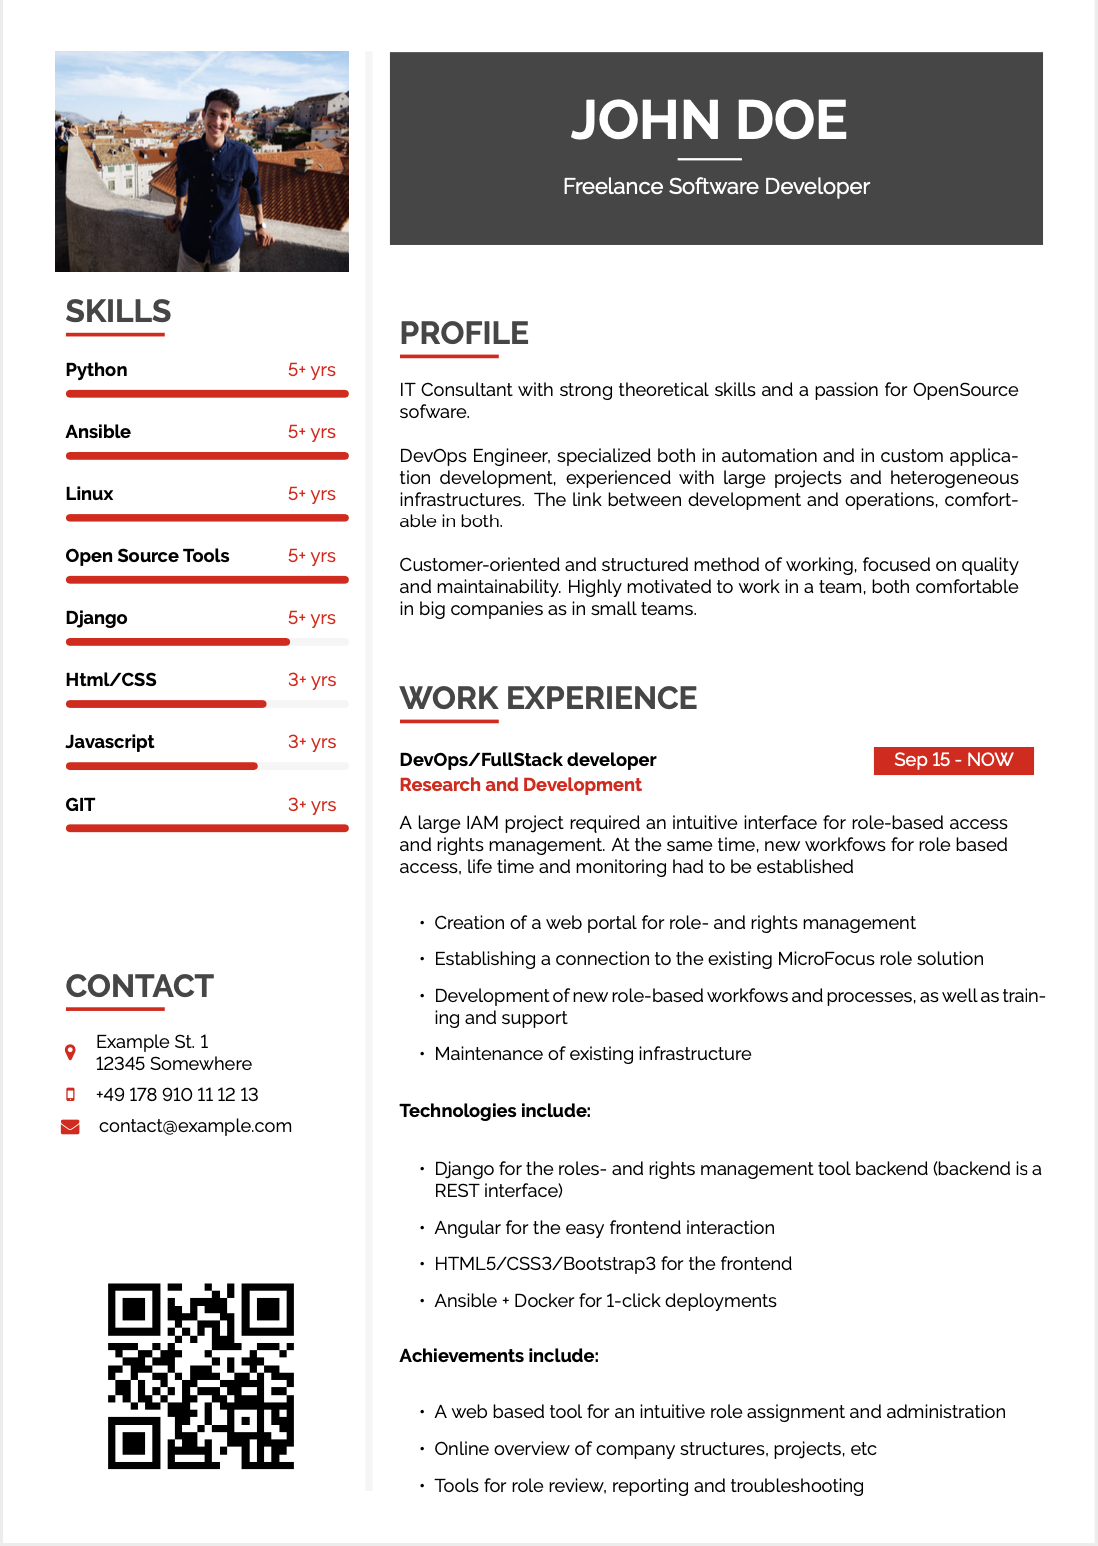 JOHN DOE
Freelance Software Developer
SKILLS
Python 5+ yrs
Ansible 5+ yrs
Linux 5+ yrs
Open Source Tools 5+ yrs
Django 5+ yrs
Html/CSS 3+ yrs
Javascript 3+ yrs
GIT 3+ yrs
CONTACT
Example St. 1
12345 Somewhere
+49 178 910 11 12 13
contact@example.com
PROFILE
IT Consultant with strong theoretical skills and a passion for OpenSource
sofware.
DevOps Engineer, specialized both in automation and in custom applica-
tion development, experienced with large projects and heterogeneous
infrastructures. The link between development and operations, comfort-
able in both.
Customer-oriented and structured method of working, focused on quality
and maintainability. Highly motivated to work in a team, both comfortable
in big companies as in small teams.
WORK EXPERIENCE
DevOps/FullStack developer Sep 15 - NOW
Research and Development
A large IAM project required an intuitive interface for role-based access
and rights management. At the same time, new workfows for role based
access, life time and monitoring had to be established
• Creation of a web portal for role- and rights management
• Establishing a connection to the existing MicroFocus role solution
• Development of new role-based workfows and processes, as well as train-
ing and support
• Maintenance of existing infrastructure
Technologies include:
• Django for the roles- and rights management tool backend (backend is a
REST interface)
• Angular for the easy frontend interaction
• HTML5/CSS3/Bootstrap3 for the frontend
• Ansible + Docker for 1-click deployments
Achievements include:
• A web based tool for an intuitive role assignment and administration
• Online overview of company structures, projects, etc
• Tools for role review, reporting and troubleshooting